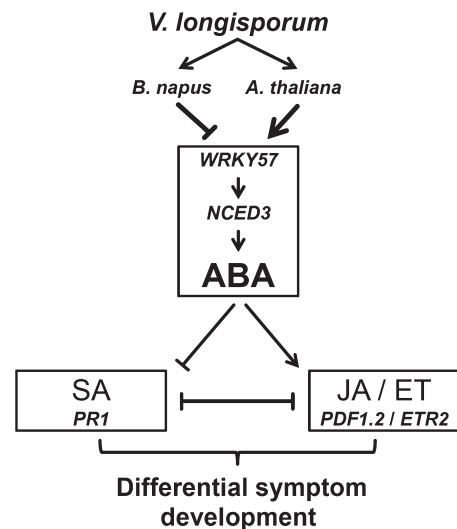 V. longisporum
B. napus A. thaliana
WRKY57
NCED3
ABA
SA JA / ET
PR1 PDF1.2 / ETR2
Differential symptom
development